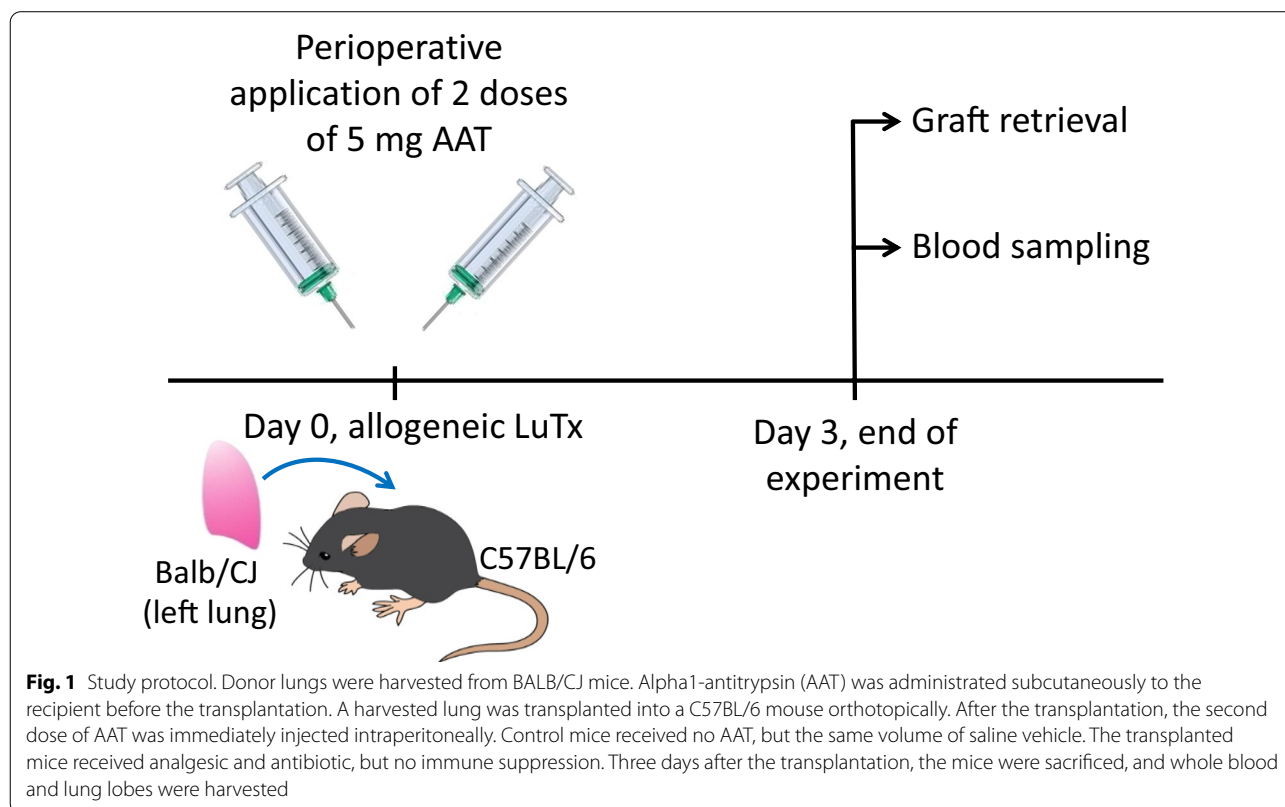 Perioperative
application of 2 doses
of 5 mg AAT
Graft retrieval
Blood sampling
Day 0, allogeneic LuTx
Day 3, end of
experiment
Balb/CJ
(left lung)
C57BL/6
Fig. 1 Study protocol. Donor lungs were harvested from BALB/CJ mice. Alpha1-antitrypsin (AAT) was administrated subcutaneously to the
recipient before the transplantation. A harvested lung was transplanted into a C57BL/6 mouse orthotopically. After the transplantation, the second
dose of AAT was immediately injected intraperitoneally. Control mice received no AAT, but the same volume of saline vehicle. The transplanted
mice received analgesic and antibiotic, but no immune suppression. Three days after the transplantation, the mice were sacrificed, and whole blood
and lung lobes were harvested